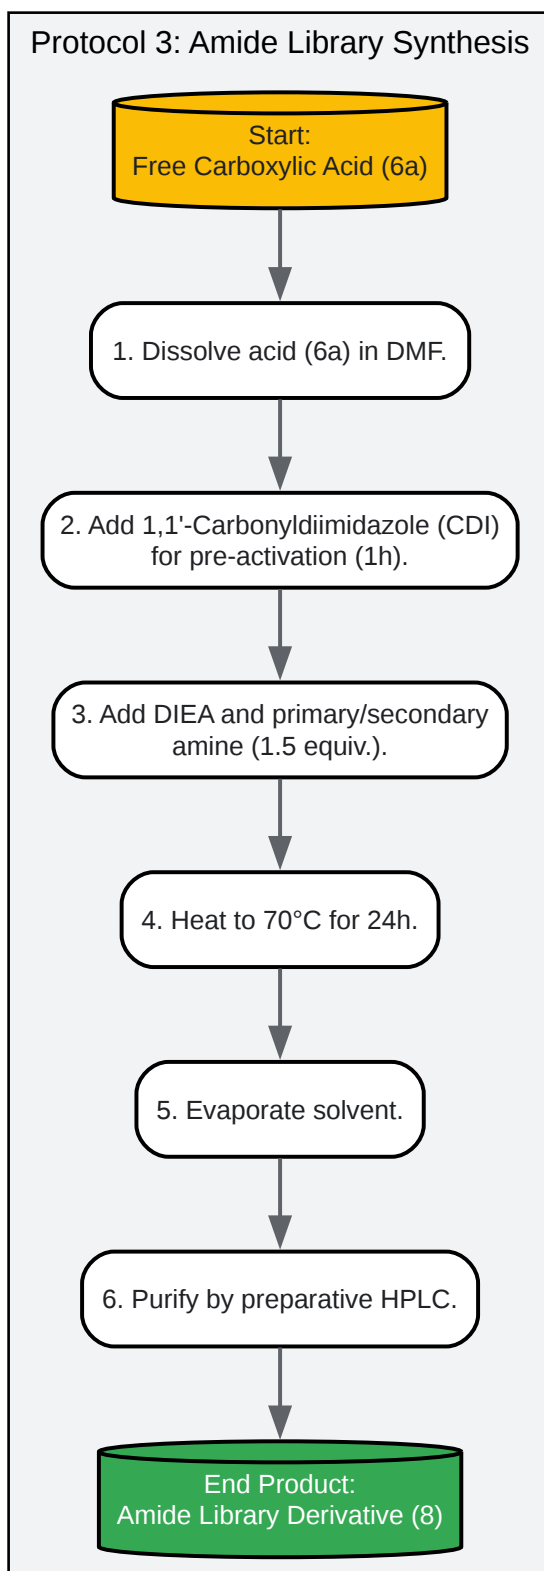 Protocol 3: Amide Library Synthesis
Start:
Free Carboxylic Acid (6a)
1. Dissolve acid (6a) in DMF.
2. Add 1,1'-Carbonyldiimidazole (CDI)
for pre-activation (1h).
3. Add DIEA and primary/secondary
amine (1.5 equiv.).
4. Heat to 70°C for 24h.
5. Evaporate solvent.
6. Purify by preparative HPLC.
End Product:
Amide Library Derivative (8)